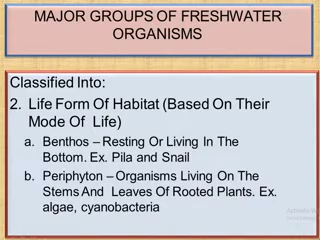 MAJOR GROUPS OF FRESHWATER
ORGANISMS
Classified Into:
2. Life Form Of Habitat (Based On Their
Mode Of Life)
a. Benthos – Resting Or Living In The
Bottom. Ex. Pila and Snail
b. Periphyton – Organisms Living On The
Stems And Leaves Of Rooted Plants. Ex.
algae, cyanobacteria